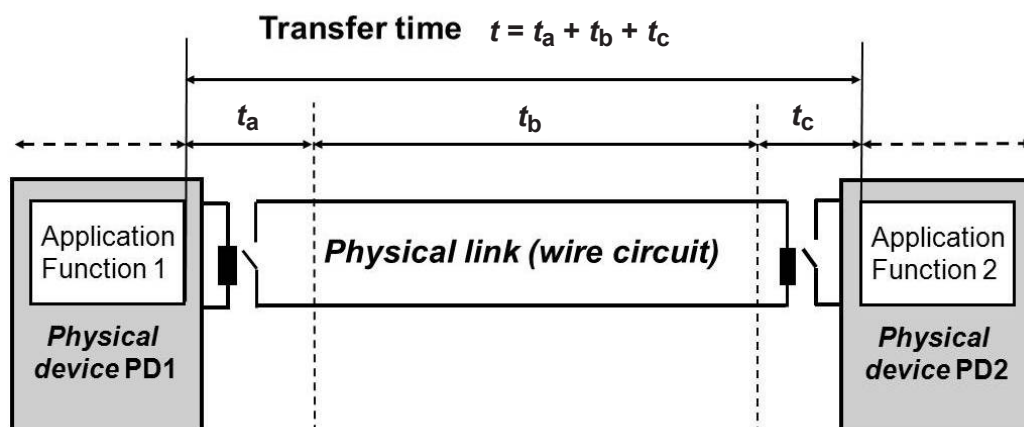 Transfer time t = ta + tb + tc
ta
tb
tc
Application
Function 1
Physical link (wire circuit)
Application
Function 2
Physical
device PD1
Physical
device PD2